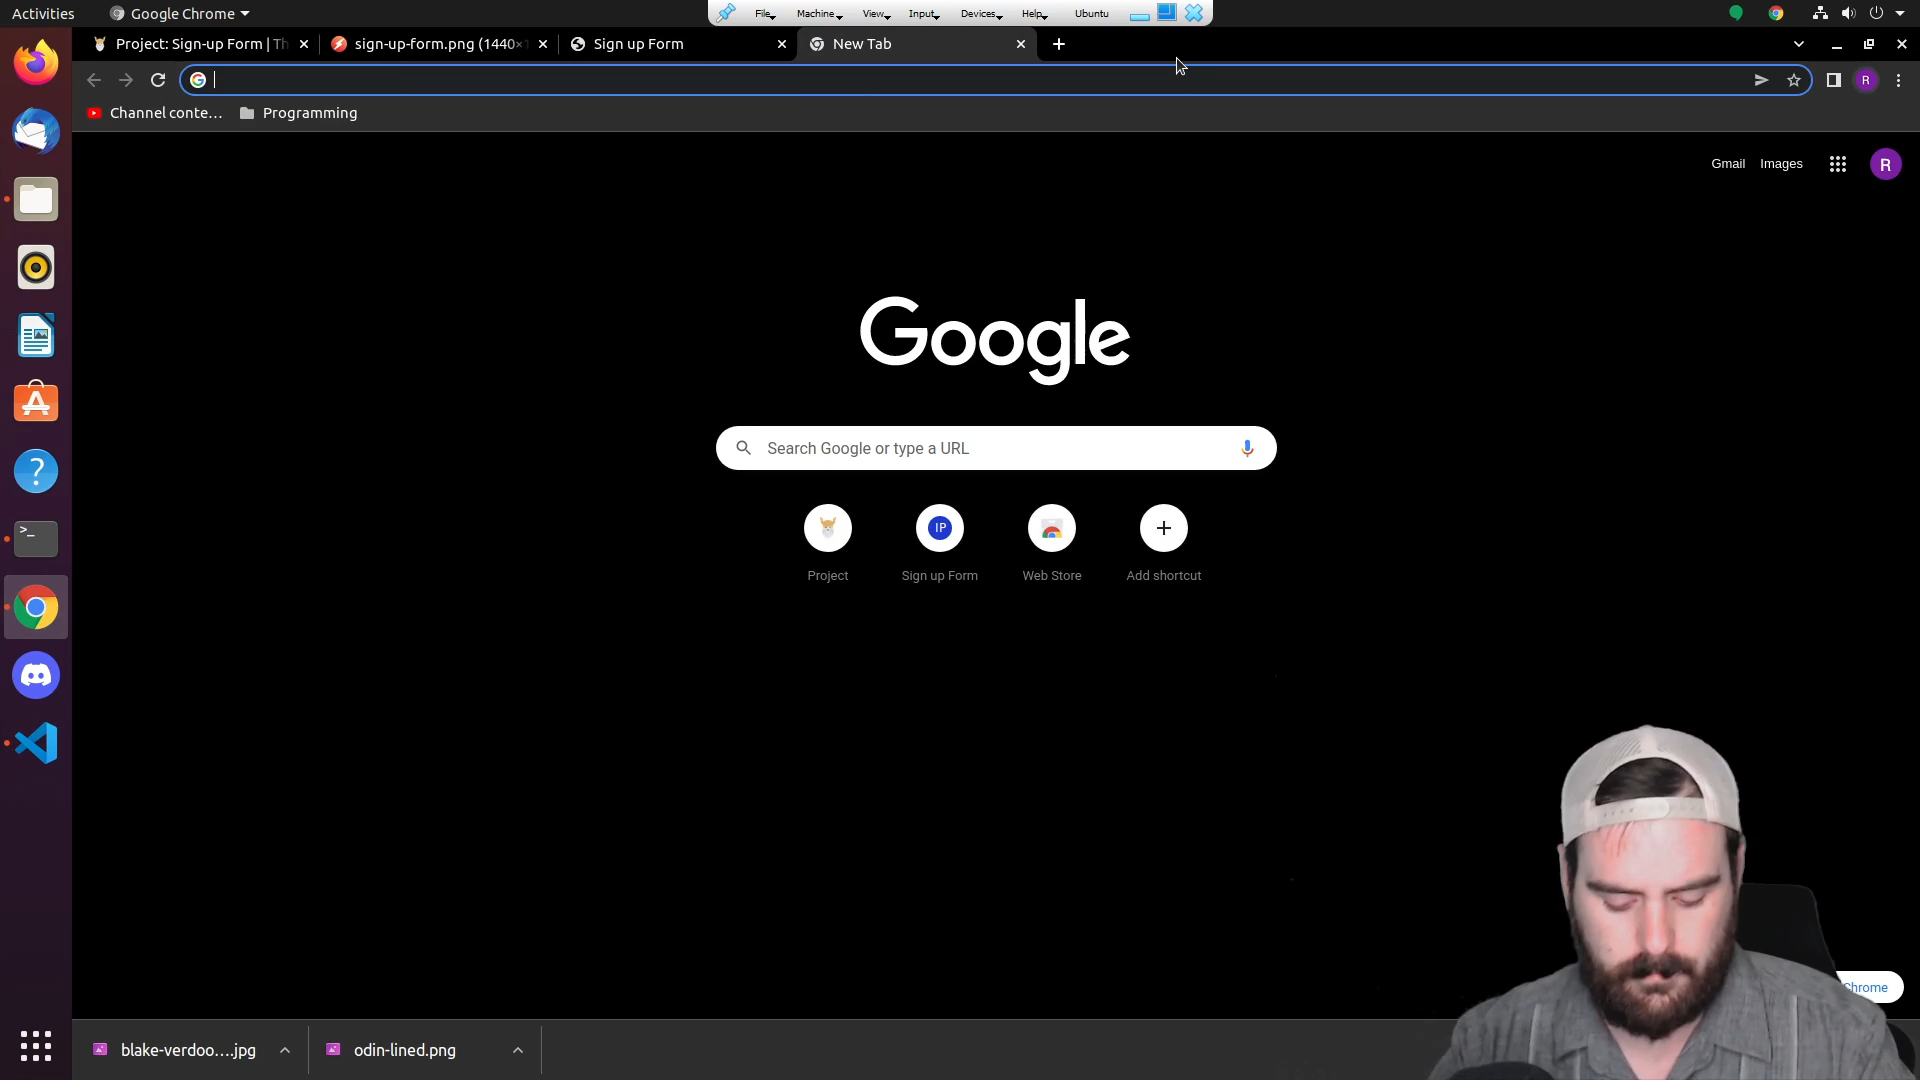 Activities
Google Chrome
File
Machine
View
Input
Devices
Help
Ubuntu
Project: Sign-up Form | Th
sign-up-form.png (1440×
Sign up Form
New Tab
R
Channel conte...
Programming
Gmail
Images
R
Google
Search Google or type a URL
IP
Project
Sign up Form
Web Store
Add shortcut
Chrome
blake-verdoo....jpg
odin-lined.png